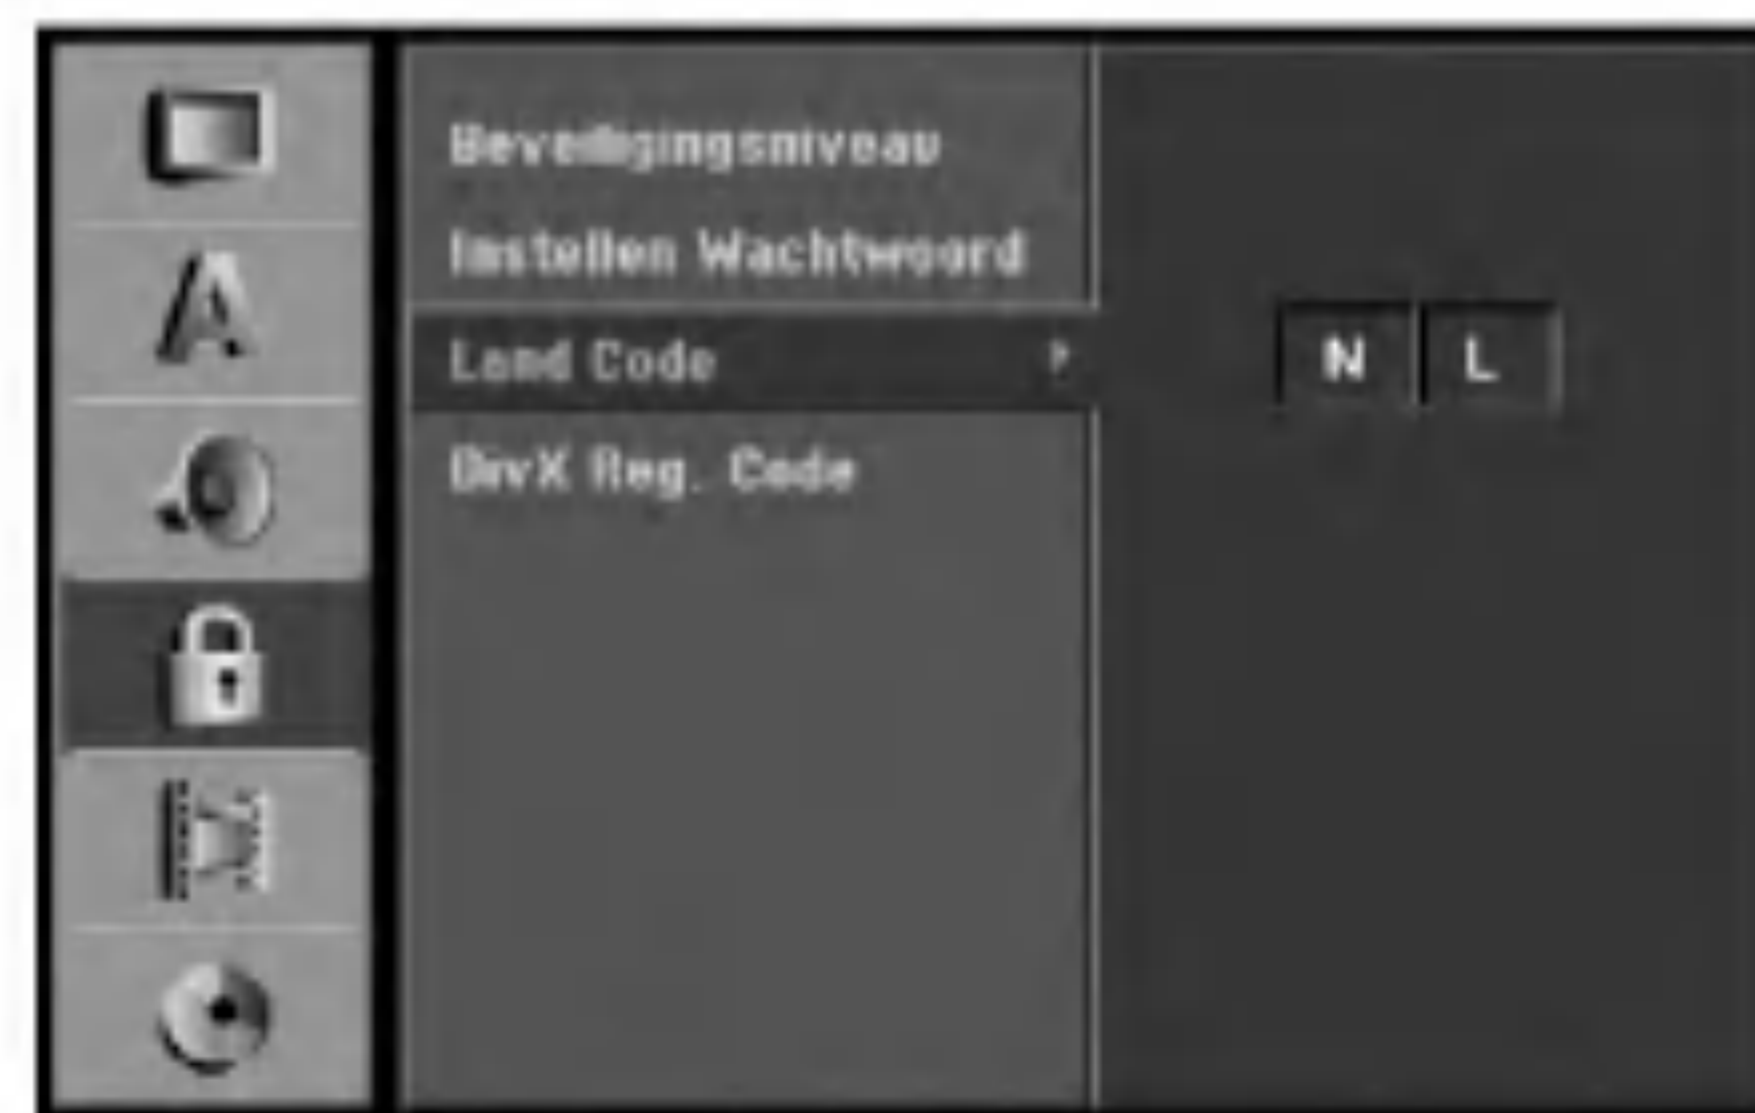 Beveiligingsniveau
Instellen Wachtwoord
Land Code
N L
DivX Reg. Code